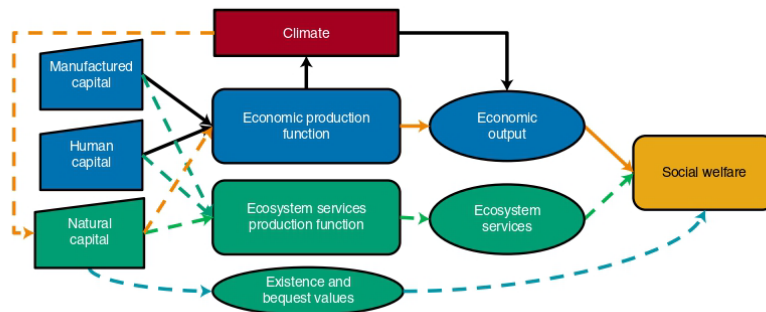 Climate
Manufactured
capital
Economic production
function
Economic
output
Human
capital
Social welfare
Natural
capital
Ecosystem services
production function
Ecosystem
services
Existence and
bequest values